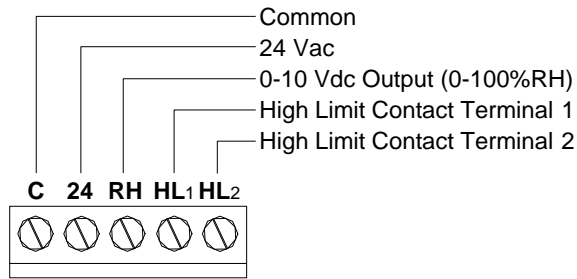 Common
24 Vac
0-10 Vdc Output (0-100%RH)
High Limit Contact Terminal 1
High Limit Contact Terminal 2
C 24 RH HL1 HL2